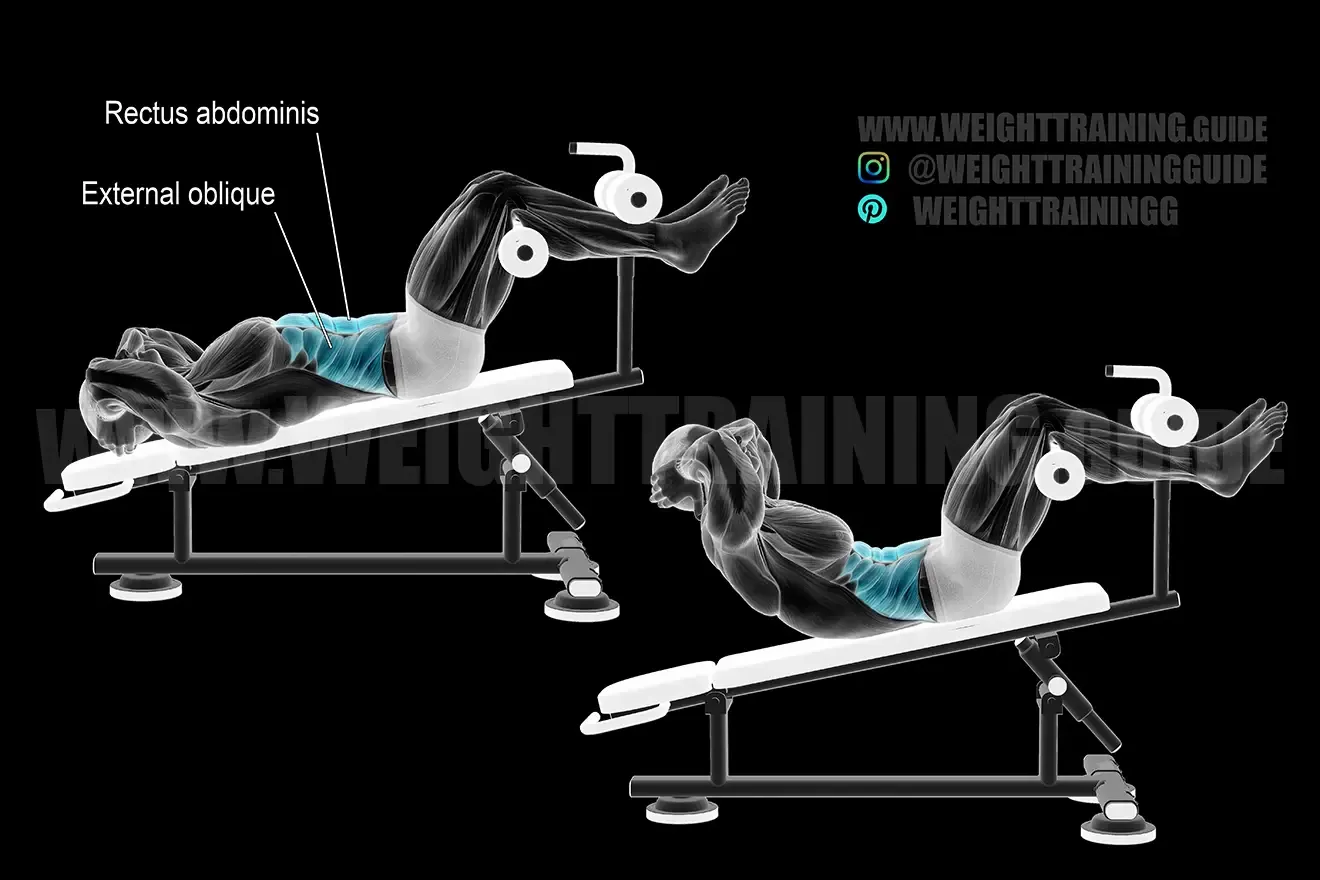 Rectus abdominis
External oblique
WWW.WEIGHTTRAINING.GUIDE
@WEIGHTTRAININGGUIDE
WEIGHTTRAININGG
WWW.WEIGHTTRAINING.GUIDE